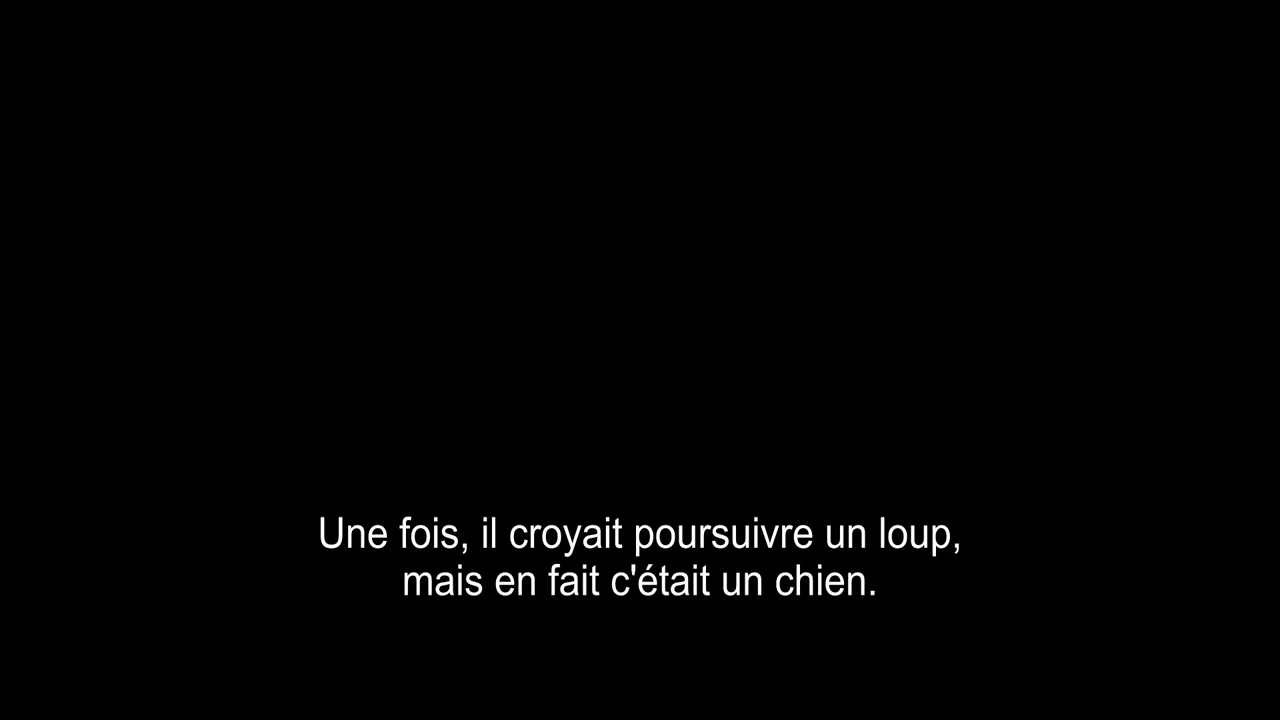 Une fois, il croyait poursuivre un loup,
mais en fait c'était un chien.